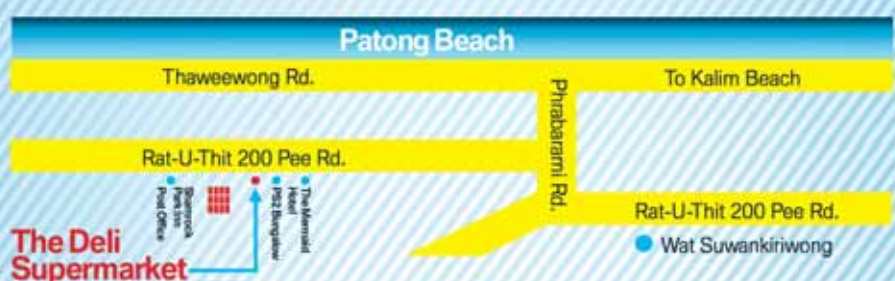 Patong Beach
Thaweewong Rd.
To Kalim Beach
Phrabarami Rd.
Rat-U-Thit 200 Pee Rd.
Rat-U-Thit 200 Pee Rd.
The Mermaid
Hotel
PS2 Bungalow
Shamrock
Park Inn
Post Office
Wat Suwankiriwong
The Deli
Supermarket